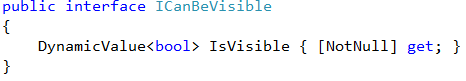 public interface ICanBeVisible
{
    DynamicValue<bool> IsVisible { [NotNull] get; }
}